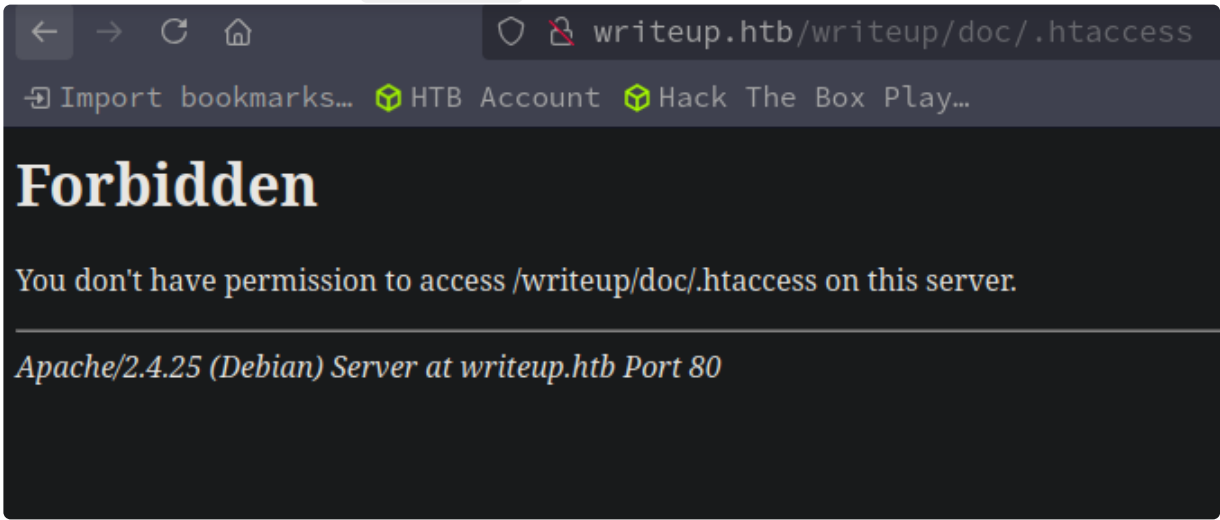 writeup.htb/writeup/doc/.htaccess
Import bookmarks… HTB Account Hack The Box Play…
Forbidden
You don't have permission to access /writeup/doc/.htaccess on this server.
Apache/2.4.25 (Debian) Server at writeup.htb Port 80